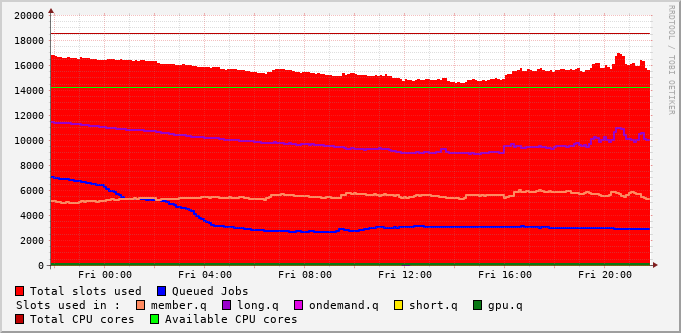 20000
18000
16000
14000
12000
10000
8000
6000
4000
2000
0
Fri 00:00 Fri 04:00 Fri 08:00 Fri 12:00 Fri 16:00 Fri 20:00
RRDTOOL / TOBI OETIKER
Total slots used Queued Jobs
Slots used in : member.q long.q ondemand.q short.q gpu.q
Total CPU cores Available CPU cores